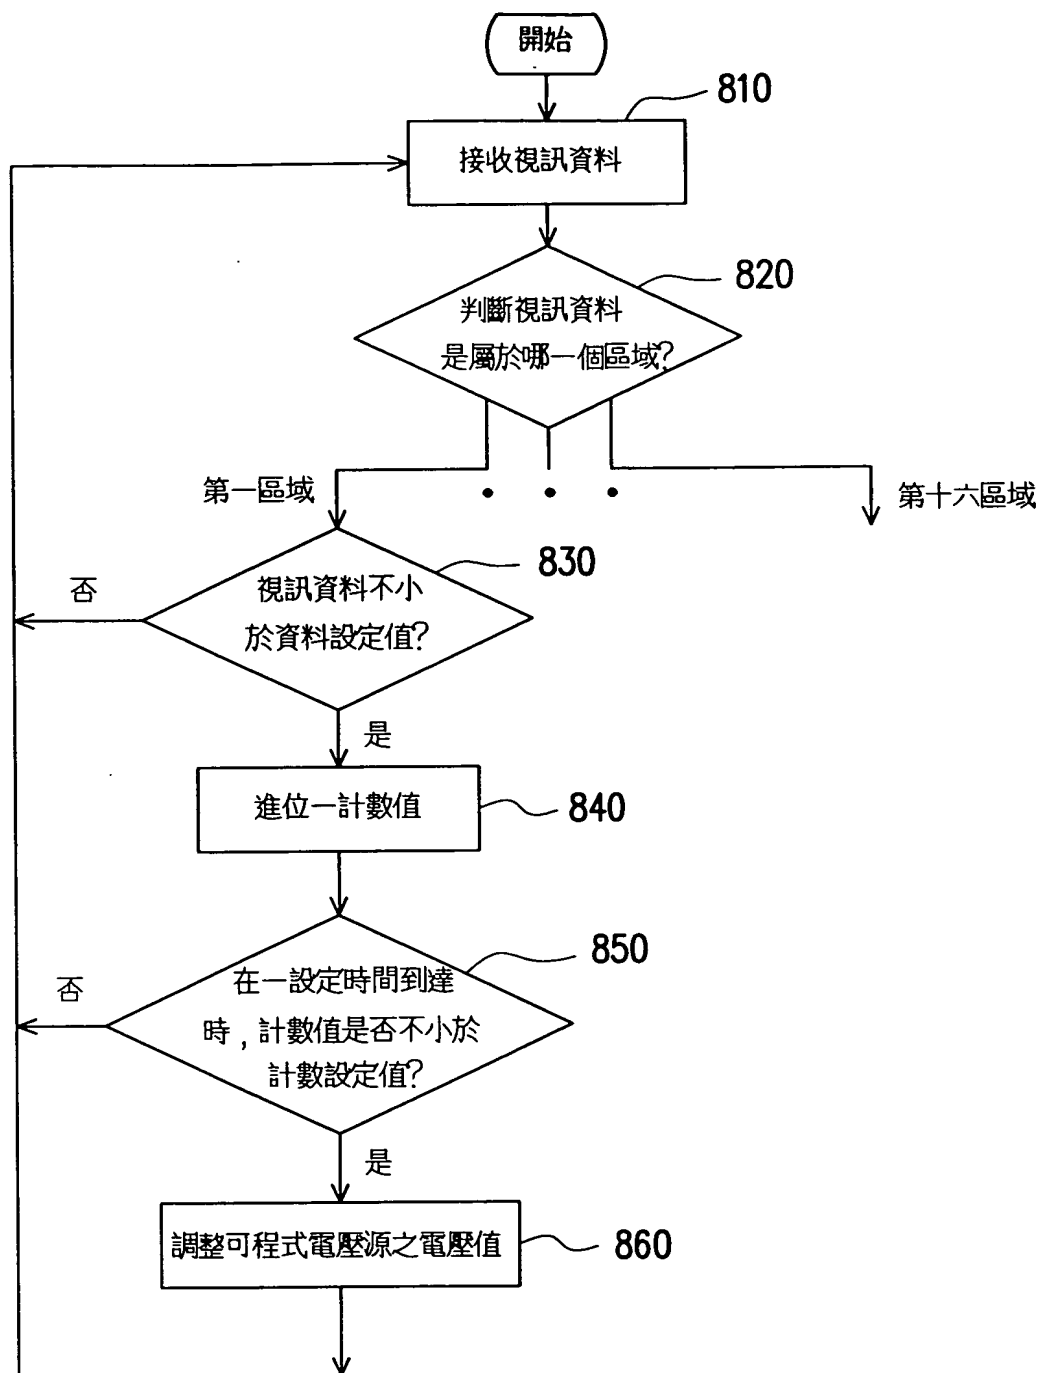 開始
810
接收視訊資料
820
判斷視訊資料
是屬於哪一個區域?
第一區域
第十六區域
830
視訊資料不小
於資料設定值?
否
是
進位一計數值
840
850
在一設定時間到達
時,計數值是否不小於
計數設定值?
否
是
調整可程式電壓源之電壓值
860